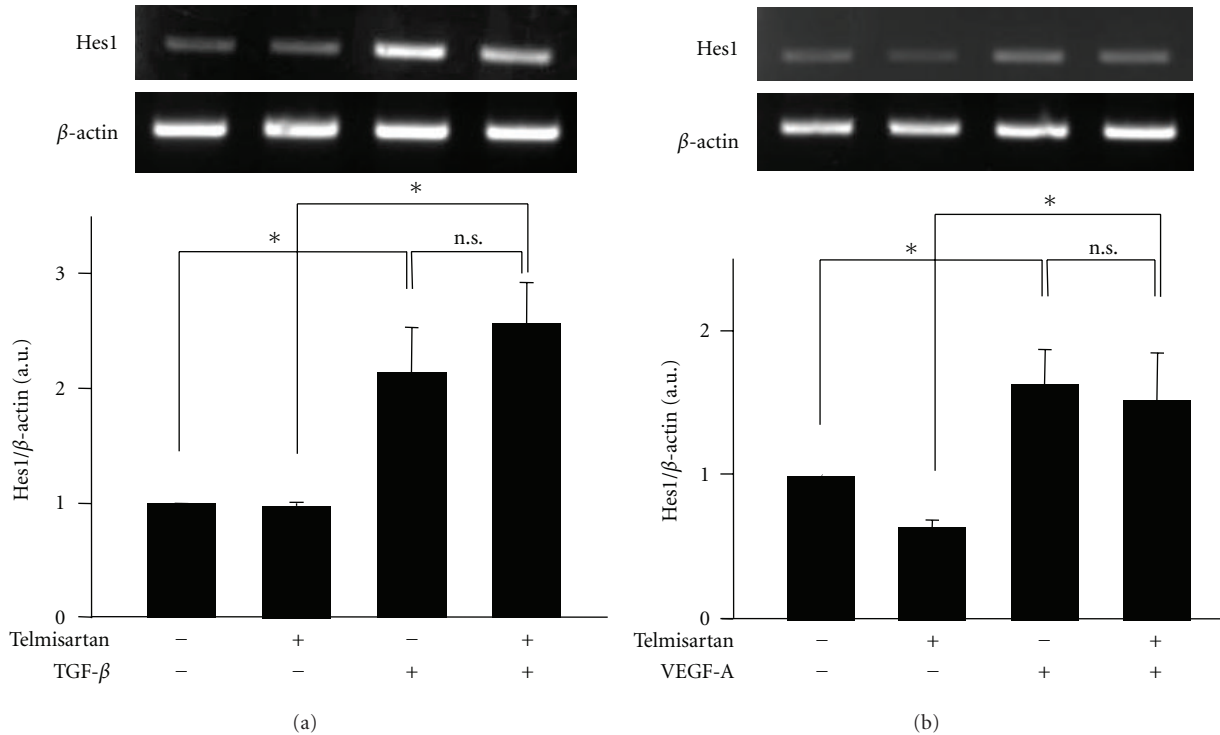 Hes1
β-actin
*
*
n.s.
3
2
1
0
Hes1/β-actin (a.u.)
Telmisartan − + − +
TGF-β − − + +
(a)
Hes1
β-actin
*
*
n.s.
2
1
0
Hes1/β-actin (a.u.)
Telmisartan − + − +
VEGF-A − − + +
(b)